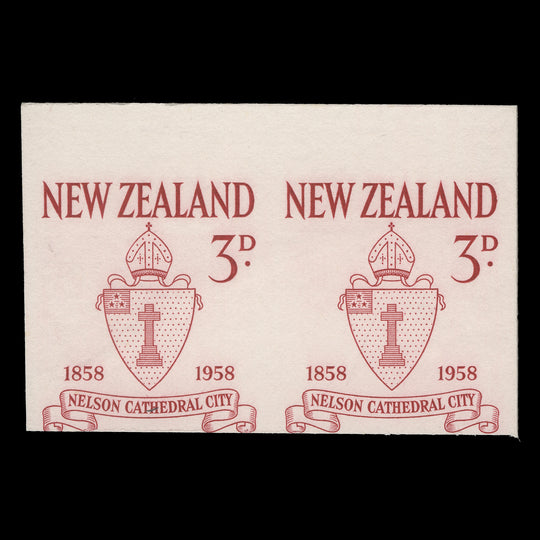 NEW ZEALAND
3D.
1858 1958
NELSON CATHEDRAL CITY
NEW ZEALAND
3D.
1858 1958
NELSON CATHEDRAL CITY